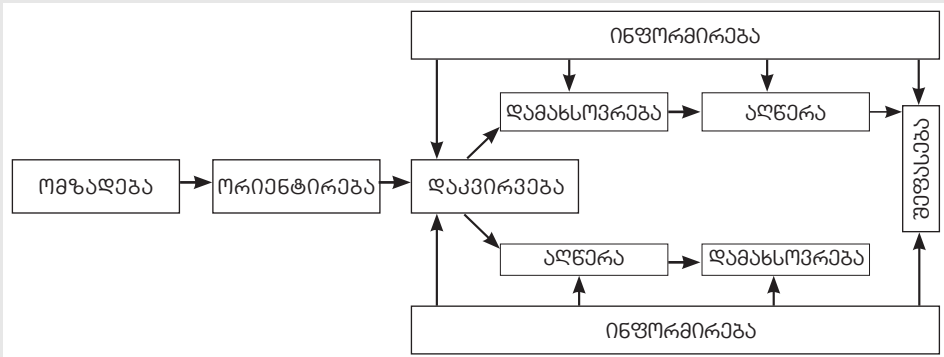 ინფორმირება
დამახსოვრება
აღწერა
ომზადება
ორიენტირება
დაკვირვება
შეფასება
აღწერა
დამახსოვრება
ინფორმირება